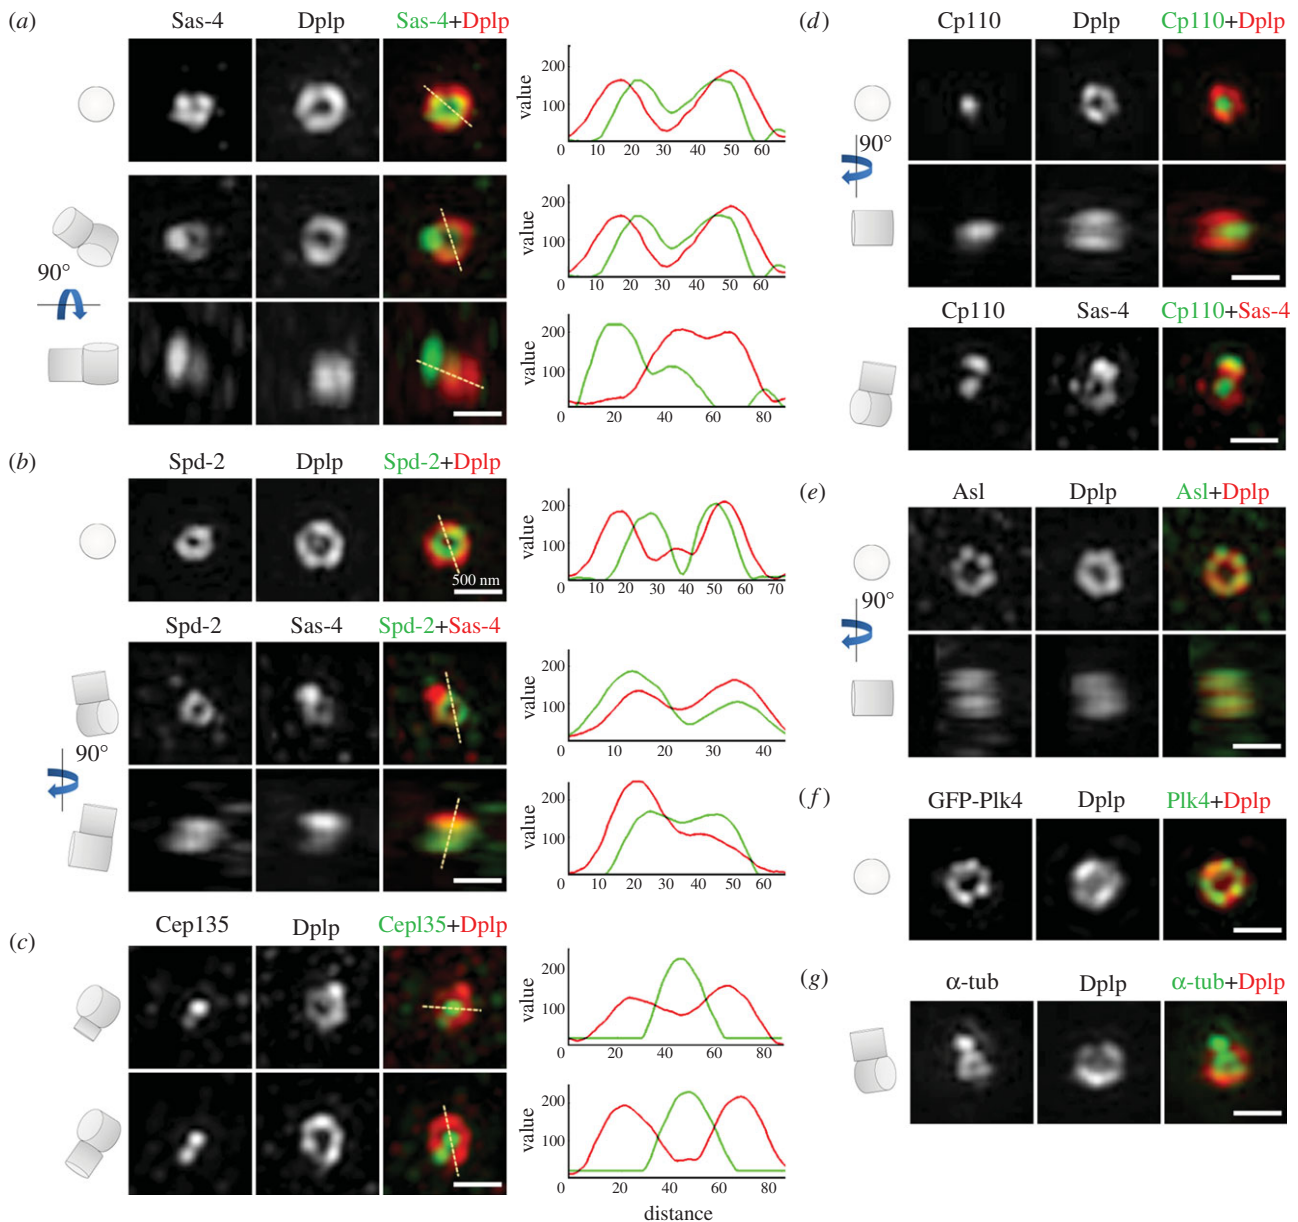 (a)
Sas-4 Dplp Sas-4+Dplp
value
200
100
0 10 20 30 40 50 60
90°
value
200
100
0 10 20 30 40 50 60
value
200
100
0 20 40 60 80
(b)
Spd-2 Dplp Spd-2+Dplp
500 nm
value
200
100
0 10 20 30 40 50 60 70
Spd-2 Sas-4 Spd-2+Sas-4
90°
value
200
100
0 10 20 30 40
value
200
100
0 10 20 30 40 50 60
(c)
Cep135 Dplp Cepl35+Dplp
value
200
100
0 20 40 60 80
value
200
100
0 20 40 60 80
distance
(d)
Cp110 Dplp Cp110+Dplp
90°
Cp110 Sas-4 Cp110+Sas-4
(e)
Asl Dplp Asl+Dplp
90°
(f)
GFP-Plk4 Dplp Plk4+Dplp
(g)
α-tub Dplp α-tub+Dplp